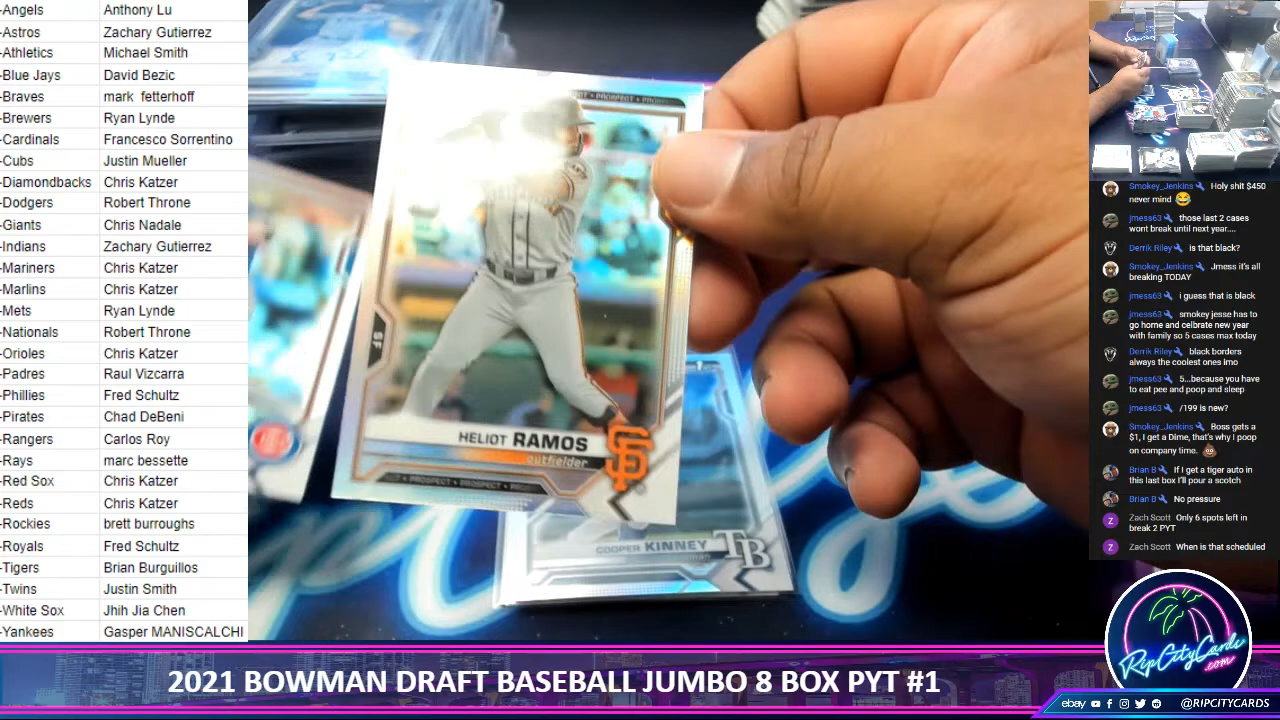 -Angels Anthony Lu
-Astros Zachary Gutierrez
-Athletics Michael Smith
-Blue Jays David Bezic
-Braves mark fetterhoff
-Brewers Ryan Lynde
-Cardinals Francesco Sorrentino
-Cubs Justin Mueller
-Diamondbacks Chris Katzer
-Dodgers Robert Throne
-Giants Chris Nadale
-Indians Zachary Gutierrez
-Mariners Chris Katzer
-Marlins Chris Katzer
-Mets Ryan Lynde
-Nationals Robert Throne
-Orioles Chris Katzer
-Padres Raul Vizcarra
-Phillies Fred Schultz
-Pirates Chad DeBeni
-Rangers Carlos Roy
-Rays marc bessette
-Red Sox Chris Katzer
-Reds Chris Katzer
-Rockies brett burroughs
-Royals Fred Schultz
-Tigers Brian Burguillos
-Twins Justin Smith
-White Sox Jhih Jia Chen
-Yankees Gasper MANISCALCHI
PROSPECT
SF
HELIOT RAMOS
outfielder
SF
PROSPECT • PROSPECT
COOPER KINNEY
TB
Smokey_Jenkins Holy shit $450
never mind 😂
jmess63 those last 2 cases
wont break until next year....
Derrik Riley is that black?
Smokey_Jenkins Jmess it's all
breaking TODAY
jmess63 i guess that is black
jmess63 smokey jesse has to
go home and celbrate new year
with family so 5 cases max today
Derrik Riley black borders
always the coolest ones imo
jmess63 5...because you have
to eat pee and poop and sleep
jmess63 /199 is new?
Smokey_Jenkins Boss gets a
$1, I get a Dime, that's why I poop
on company time. 💩
Brian B If I get a tiger auto in
this last box I'll pour a scotch
Brian B No pressure
Z Zach Scott Only 6 spots left in
break 2 PYT
Z Zach Scott When is that scheduled
RipCityCards
.com
2021 BOWMAN DRAFT BASEBALL JUMBO 8 BOX PYT #1
ebay @RIPCITYCARDS